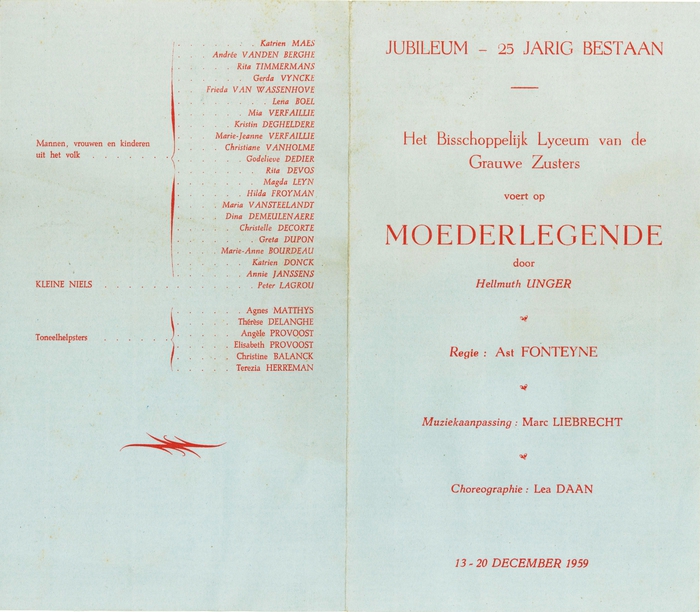 Katrien MAES
Andrée VANDEN BERGHE
Rita TIMMERMANS
Gerda VYNCKE
Frieda VAN WASSENHOVE
Lena BOEL
Mia VERFAILLIE
Kristin DEGHELDERE
Marie-Jeanne VERFAILLIE
Mannen, vrouwen en kinderen
Christiane VANHOLME
uit het volk . . . . . . .
Godelieve DEDIER
Rita DEVOS
Magda LEYN
Hilda FROYMAN
Maria VANSTEELANDT
Dina DEMEULENAERE
Christelle DECORTE
Greta DUPON
Marie-Anne BOURDEAU
Katrien DONCK
Annie JANSSENS
KLEINE NIELS . . . . . . . Peter LAGROU
Agnes MATTHYS
Thérèse DELANGHE
Toneelhelpsters . . . . . . . Angèle PROVOOST
Elisabeth PROVOOST
Christine BALANCK
Terezia HERREMAN
JUBILEUM - 25 JARIG BESTAAN
Het Bisschoppelijk Lyceum van de
Grauwe Zusters
voert op
MOEDERLEGENDE
door
Hellmuth UNGER
Regie : Ast FONTEYNE
Muziekaanpassing : Marc LIEBRECHT
Choreographie : Lea DAAN
13 - 20 DECEMBER 1959